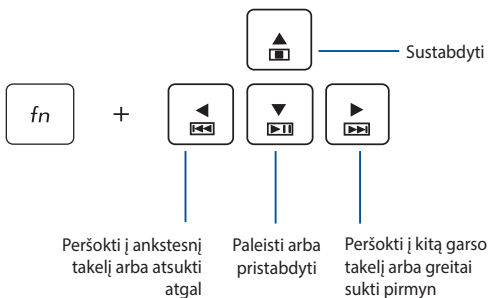 Sustabdyti
fn +
Peršokti į ankstesnį
takelį arba atsukti
atgal
Paleisti arba
pristabdyti
Peršokti į kitą garso
takelį arba greitai
sukti pirmyn